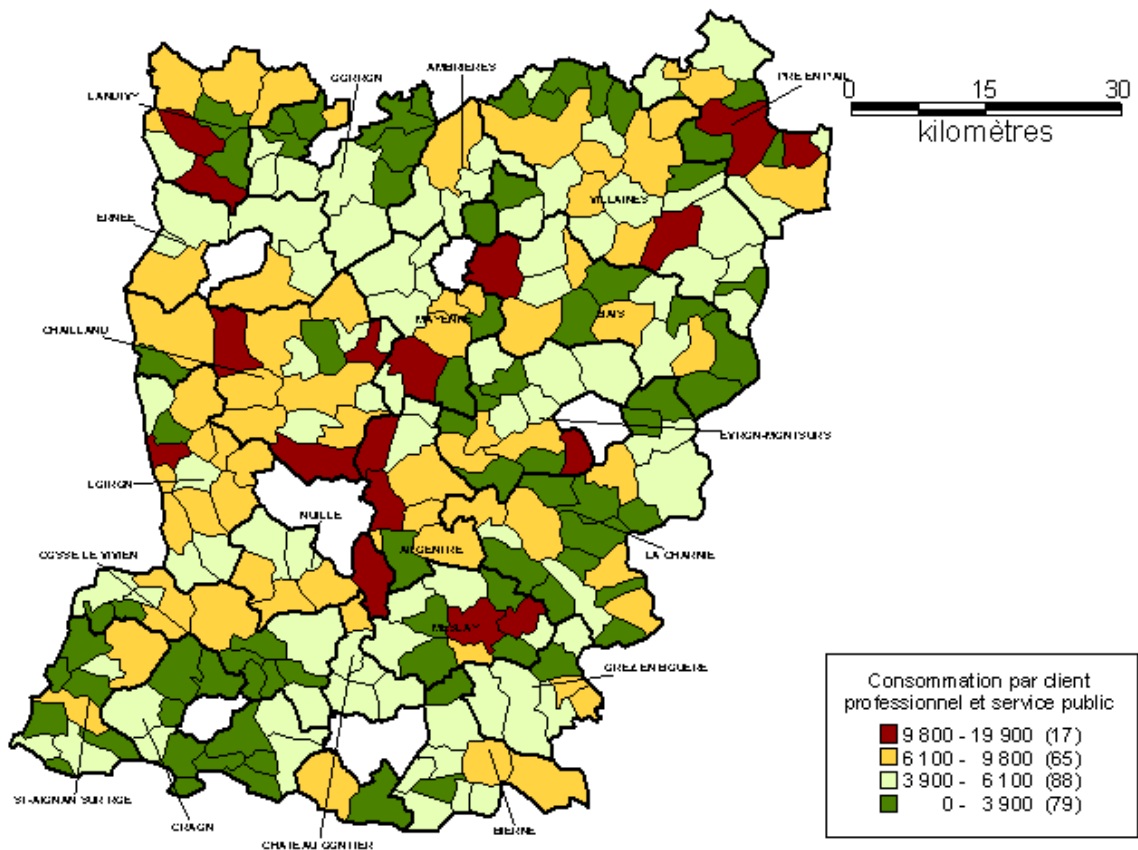 AMBRIERES
GORRON
PRE EN PAIL
LANDIVY
0 15 30
kilomètres
VILLAINES
ERNEE
MAYENNE
BAIS
CHAILLAND
EVRON-MONTSURS
LOIRON
NUILLE
ARGENTRE
LA CHARNIE
COSSE LE VIVIEN
MESLAY
GREZ EN BOUERE
Consommation par client
professionnel et service public
9 800 - 19 900 (17)
6 100 - 9 800 (65)
3 900 - 6 100 (88)
0 - 3 900 (79)
ST-AIGNAN SUR ROE
CRAON
BIERNE
CHATEAU GONTIER